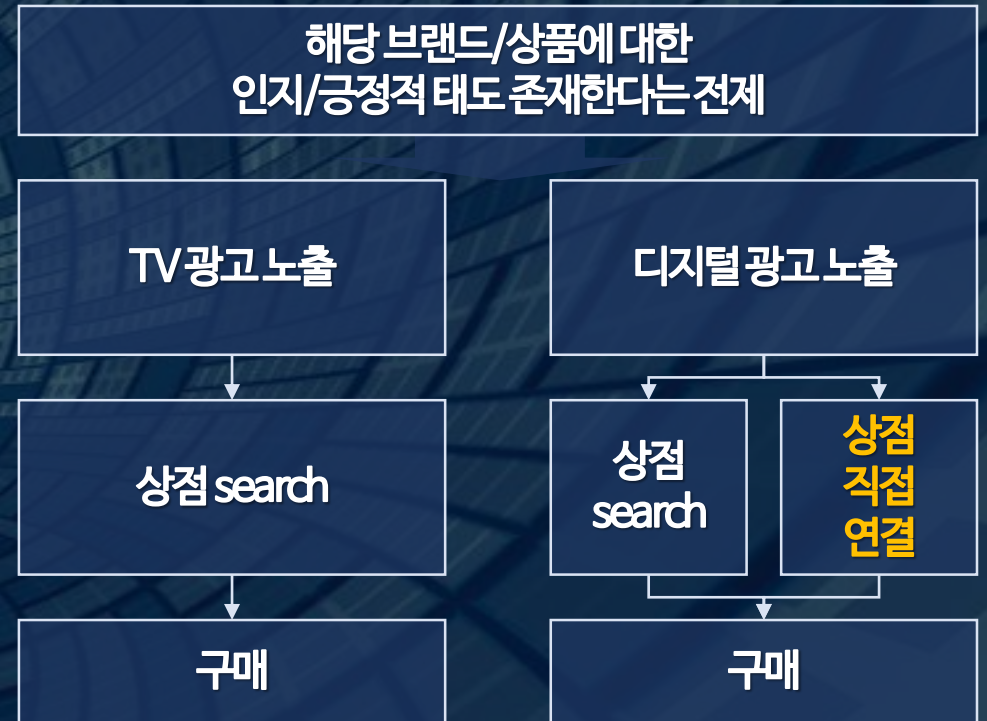 해당 브랜드/상품에 대한
인지/긍정적 태도 존재한다는 전제
TV 광고 노출
디지털 광고 노출
상점 search
상점
search
상점
직접
연결
구매
구매